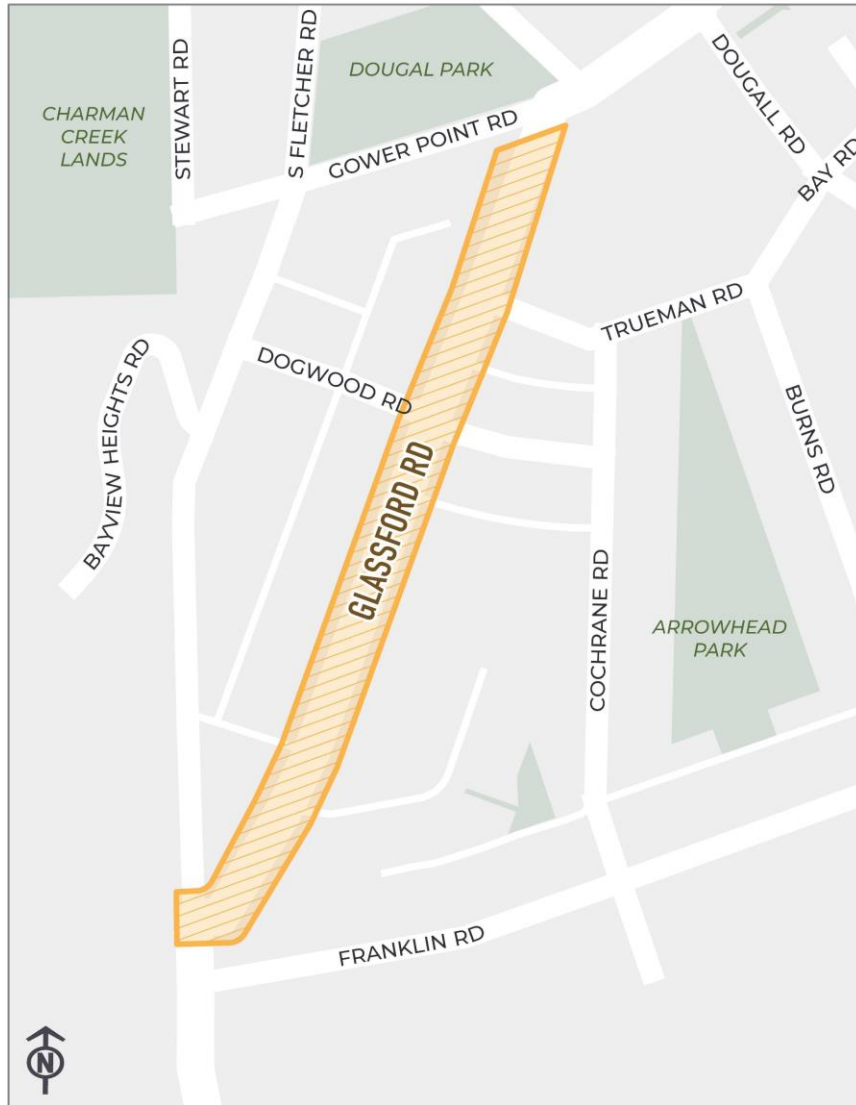 STEWART RD
S FLETCHER RD
DOUGAL PARK
DOUGALL RD
CHARMAN
CREEK
LANDS
GOWER POINT RD
BAY RD
TRUEMAN RD
DOGWOOD RD
BAYVIEW HEIGHTS RD
BURNS RD
GLASSFORD RD
COCHRANE RD
ARROWHEAD
PARK
FRANKLIN RD
N